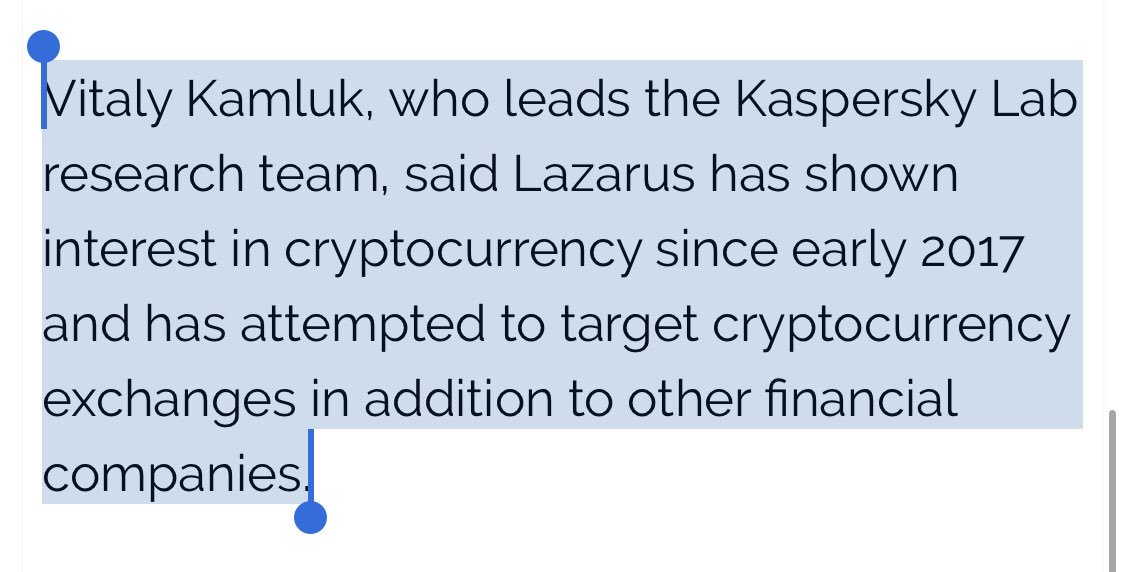 Vitaly Kamluk, who leads the Kaspersky Lab
research team, said Lazarus has shown
interest in cryptocurrency since early 2017
and has attempted to target cryptocurrency
exchanges in addition to other financial
companies.